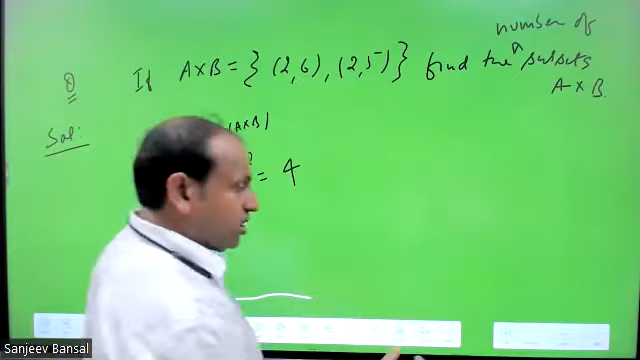 number of
Q If A×B = } (2,6), (2,5) } find the ^ subsets
A×B.
Sol:
(A×B)
= 4
Sanjeev Bansal